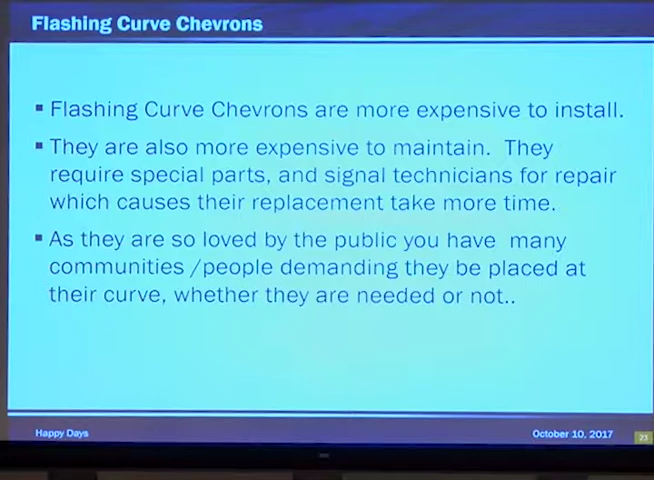 Flashing Curve Chevrons
▪ Flashing Curve Chevrons are more expensive to install.
▪ They are also more expensive to maintain. They
require special parts, and signal technicians for repair
which causes their replacement take more time.
▪ As they are so loved by the public you have many
communities /people demanding they be placed at
their curve, whether they are needed or not..
Happy Days
October 10, 2017
23